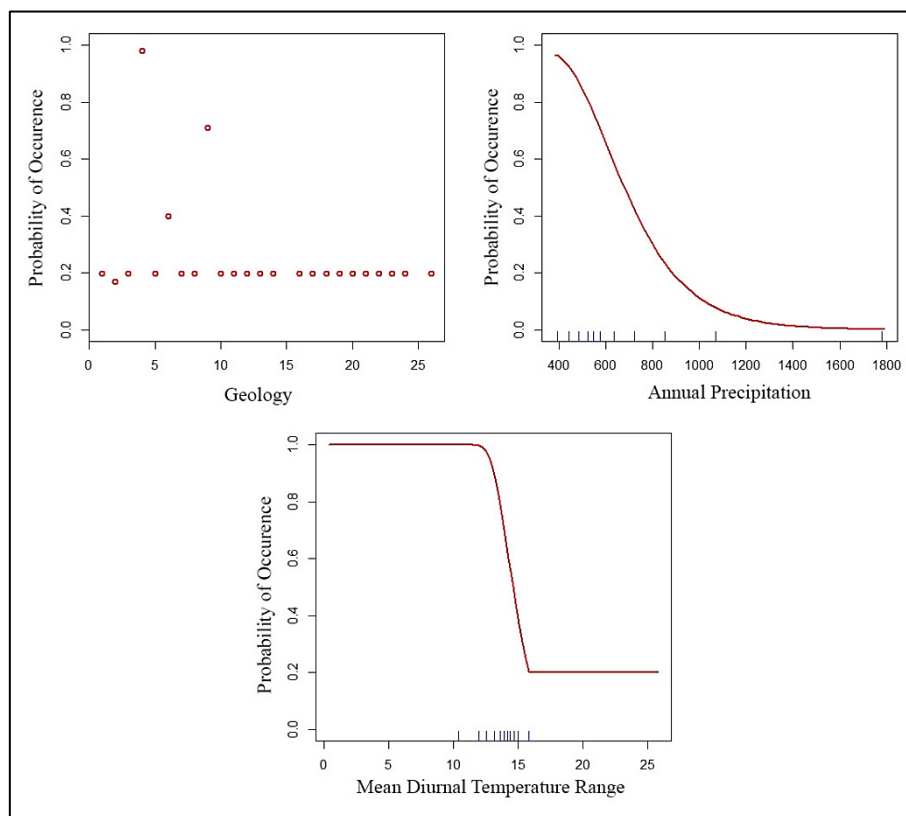 Probability of Occurence
0.0 0.2 0.4 0.6 0.8 1.0
0 5 10 15 20 25
Geology
Probability of Occurence
0.0 0.2 0.4 0.6 0.8 1.0
400 600 800 1000 1200 1400 1600 1800
Annual Precipitation
Probability of Occurence
0.0 0.2 0.4 0.6 0.8 1.0
0 5 10 15 20 25
Mean Diurnal Temperature Range